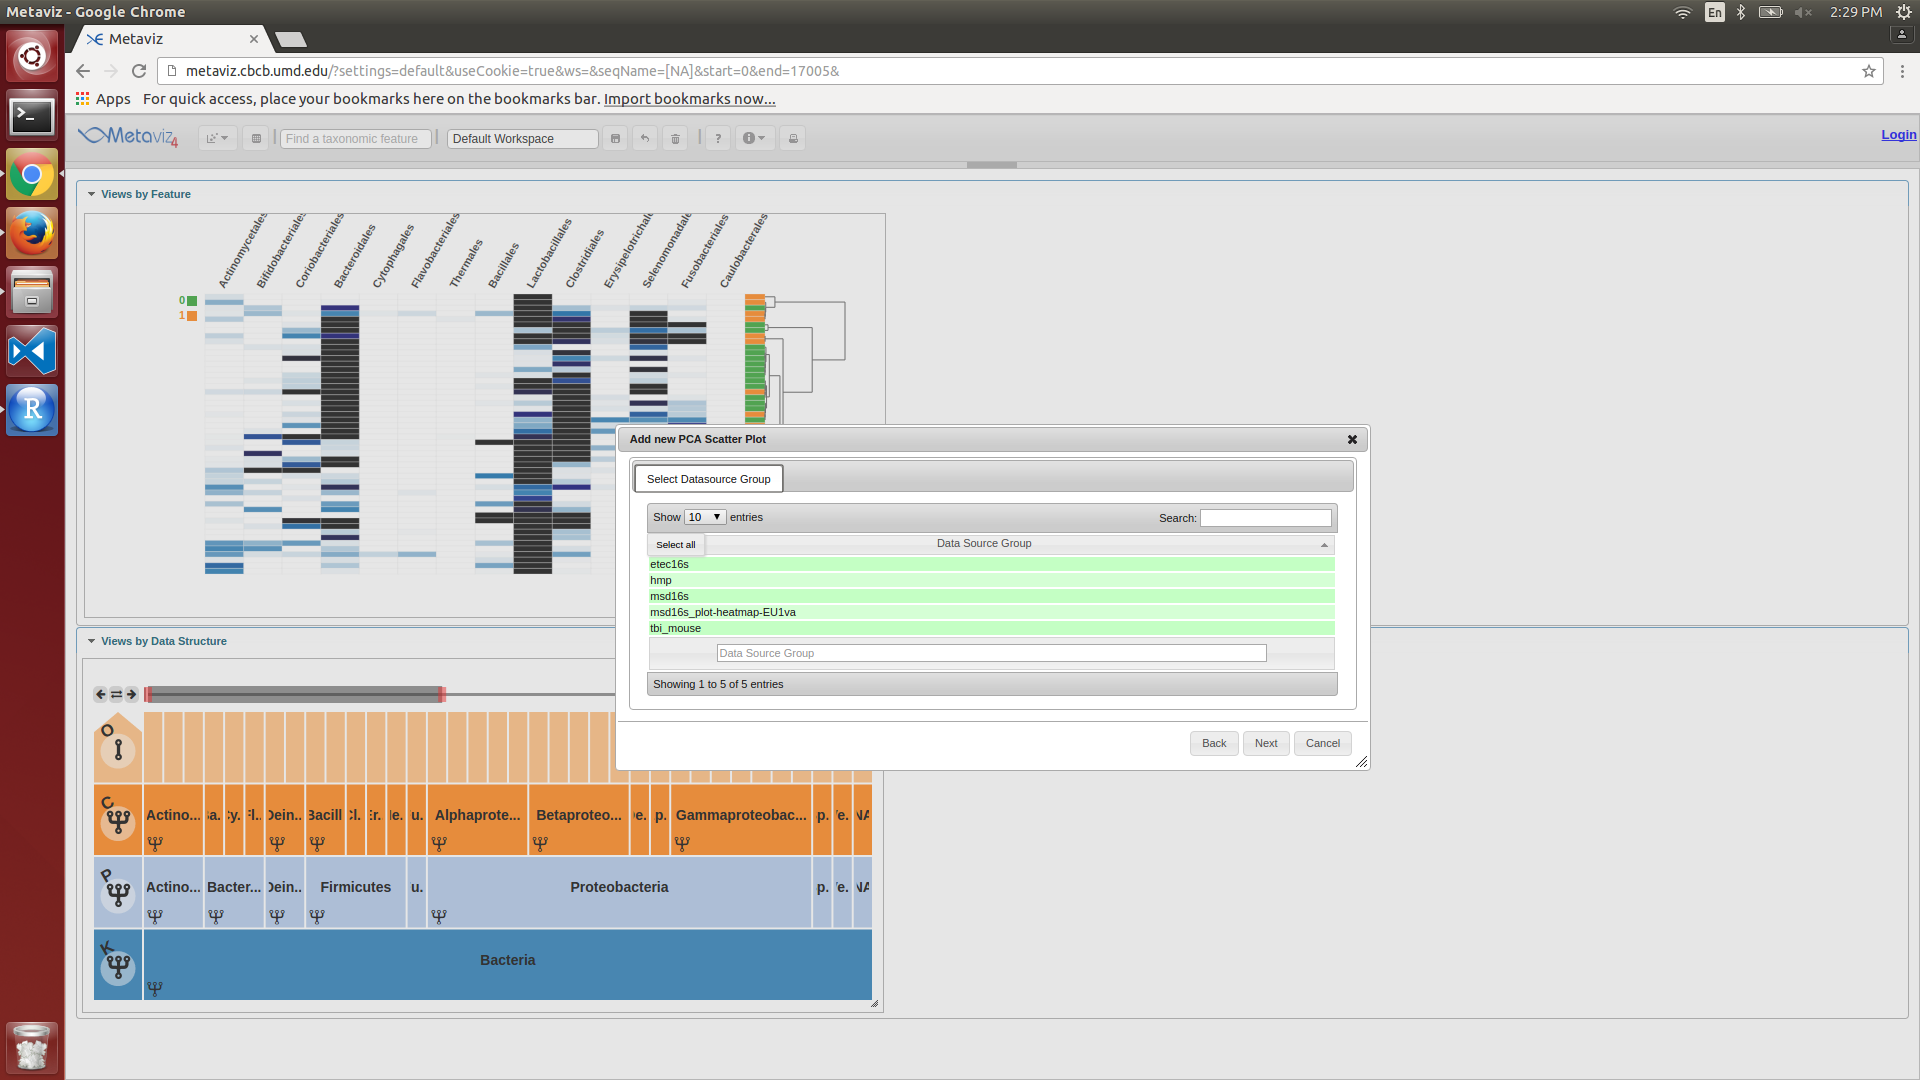 Metaviz - Google Chrome
En
2:29 PM
Metaviz
metaviz.cbcb.umd.edu/?settings=default&useCookie=true&ws=&seqName=[NA]&start=0&end=17005&
Apps For quick access, place your bookmarks here on the bookmarks bar. Import bookmarks now...
Metaviz4
Find a taxonomic feature
Default Workspace
?
Login
Views by Feature
Actinomycetales
Bifidobacteriales
Coriobacteriales
Bacteroidales
Cytophagales
Flavobacteriales
Thermales
Bacillales
Lactobacillales
Clostridiales
Erysipelotrichale
Selenomonadale
Fusobacteriales
Caulobacterales
0
1
Add new PCA Scatter Plot
Select Datasource Group
Show 10 entries
Search:
Select all
Data Source Group
etec16s
hmp
msd16s
msd16s_plot-heatmap-EU1va
tbi_mouse
Data Source Group
Showing 1 to 5 of 5 entries
Back
Next
Cancel
Views by Data Structure
O
C
Actino... Dein... Bacill Cl. Alphaprote... Betaproteo... Gammaproteobac... NA
P
Actino... Bacter... Dein.. Firmicutes u. Proteobacteria p. NA
K
Bacteria
R